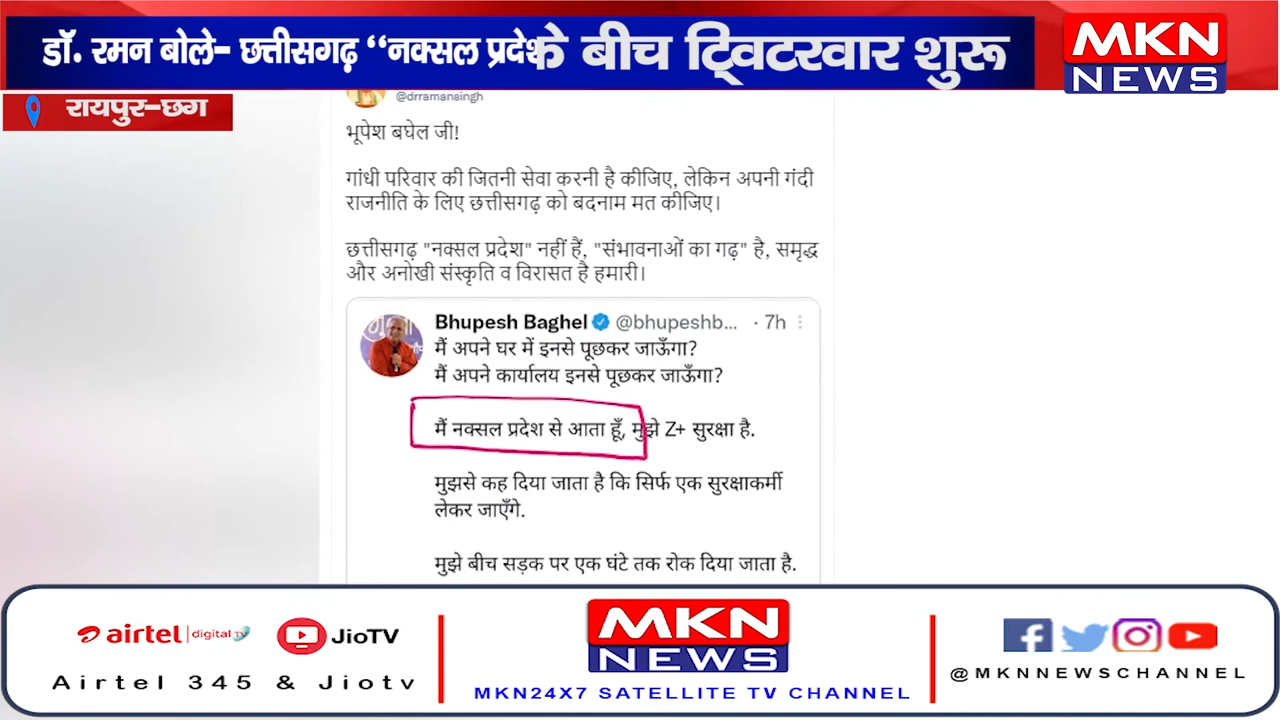 डॉ. रमन बोले- छत्तीसगढ़ “नक्सल प्रदेश
के बीच ट्विटरवार शुरू
MKN
NEWS
रायपुर-छग
@drramansingh
भूपेश बघेल जी!
गांधी परिवार की जितनी सेवा करनी है कीजिए, लेकिन अपनी गंदी
राजनीति के लिए छत्तीसगढ़ को बदनाम मत कीजिए।
छत्तीसगढ़ "नक्सल प्रदेश" नहीं हैं, "संभावनाओं का गढ़" है, समृद्ध
और अनोखी संस्कृति व विरासत है हमारी।
Bhupesh Baghel @bhupeshb... · 7h
मैं अपने घर में इनसे पूछकर जाऊँगा?
मैं अपने कार्यालय इनसे पूछकर जाऊँगा?
मैं नक्सल प्रदेश से आता हूँ, मुझे Z+ सुरक्षा है.
मुझसे कह दिया जाता है कि सिर्फ एक सुरक्षाकर्मी
लेकर जाएँगे.
मुझे बीच सड़क पर एक घंटे तक रोक दिया जाता है.
airtel digital TV
JioTV
Airtel 345 & Jiotv
MKN
NEWS
MKN24X7 SATELLITE TV CHANNEL
@MKNNEWSCHANNEL